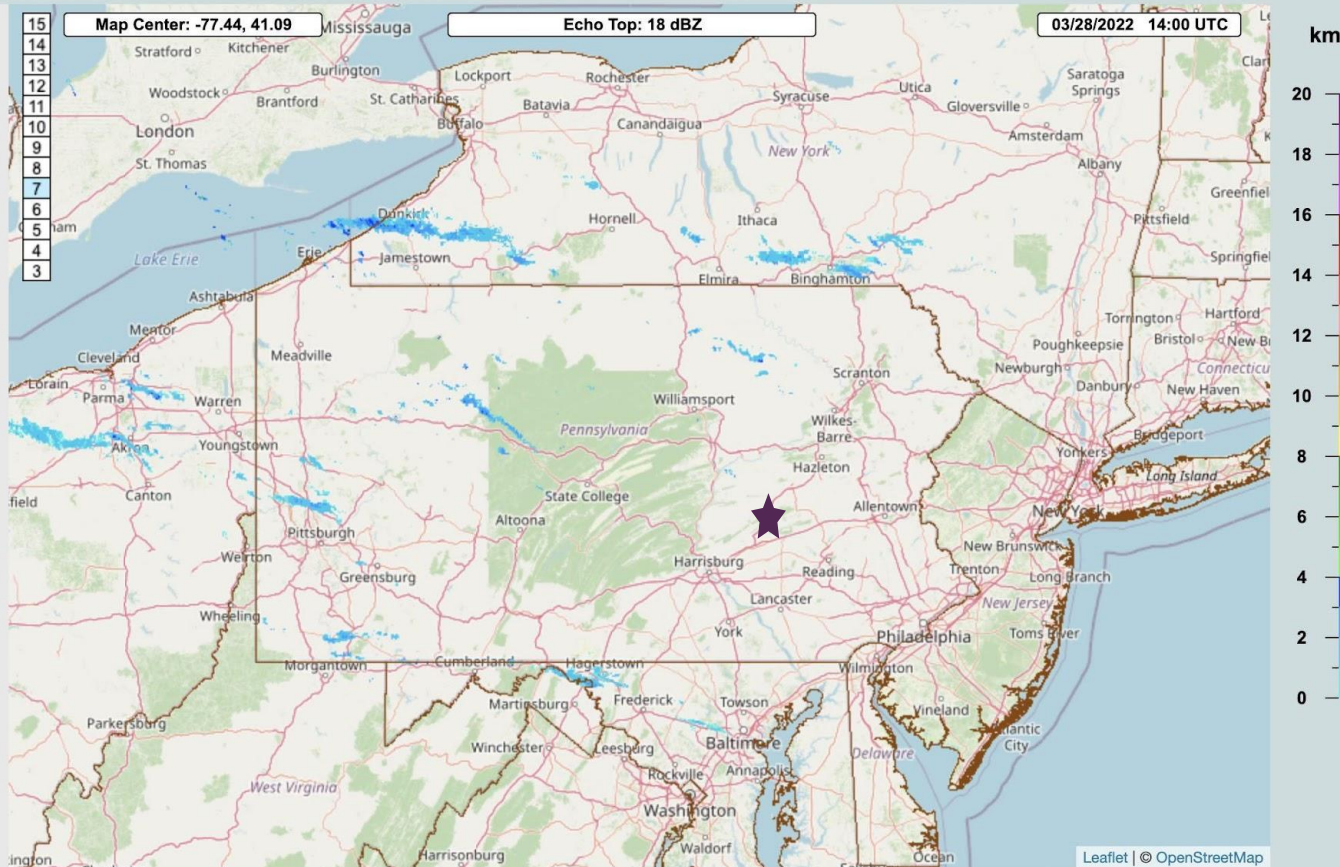 Map Center: -77.44, 41.09
Echo Top: 18 dBZ
03/28/2022 14:00 UTC
km
15
14
13
12
11
10
9
8
7
6
5
4
3
20
18
16
14
12
10
8
6
4
2
0
Mississauga
Stratford
Kitchener
Burlington
Lockport
Rochester
Saratoga
Springs
Woodstock
Brantford
St. Catharines
Batavia
Syracuse
Utica
Gloversville
London
Buffalo
Canandaigua
Amsterdam
St. Thomas
New York
Albany
Greenfiel
Dunkirk
Hornell
Ithaca
Pittsfield
Lake Erie
Erie
Jamestown
Elmira
Binghamton
Springfiel
Ashtabula
Mentor
Torrington
Hartford
Cleveland
Meadville
Poughkeepsie
Bristol
New Br
Lorain
Parma
Warren
Scranton
Newburgh
Danbury
New Haven
Connecticu
Williamsport
Akron
Youngstown
Pennsylvania
Wilkes-
Barre
Yonkers
Bridgeport
Hazleton
Long Island
field
Canton
State College
Allentown
New York
Altoona
Pittsburgh
New Brunswick
Weirton
Greensburg
Harrisburg
Reading
Trenton
Long Branch
Lancaster
New Jersey
Wheeling
York
Philadelphia
Toms River
Morgantown
Cumberland
Hagerstown
Wilmington
Martinsburg
Frederick
Towson
Vineland
Parkersburg
Atlantic
City
Winchester
Leesburg
Baltimore
Delaware
Rockville
Annapolis
West Virginia
Washington
Waldorf
Harrisonburg
Ocean
Leaflet | © OpenStreetMap